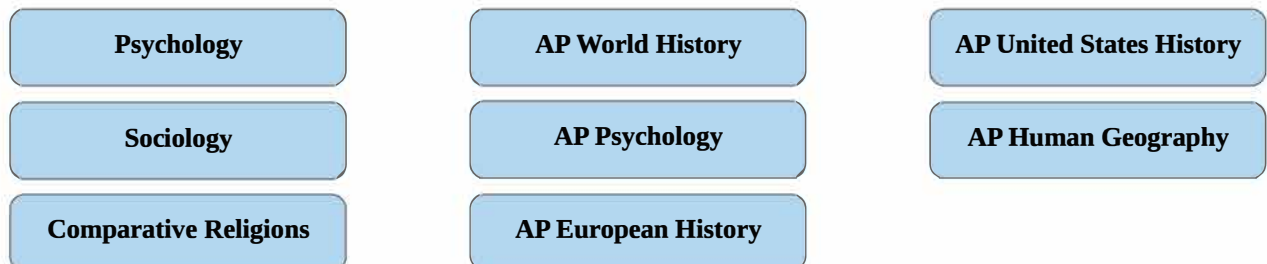 Psychology
AP World History
AP United States History
Sociology
AP Psychology
AP Human Geography
Comparative Religions
AP European History